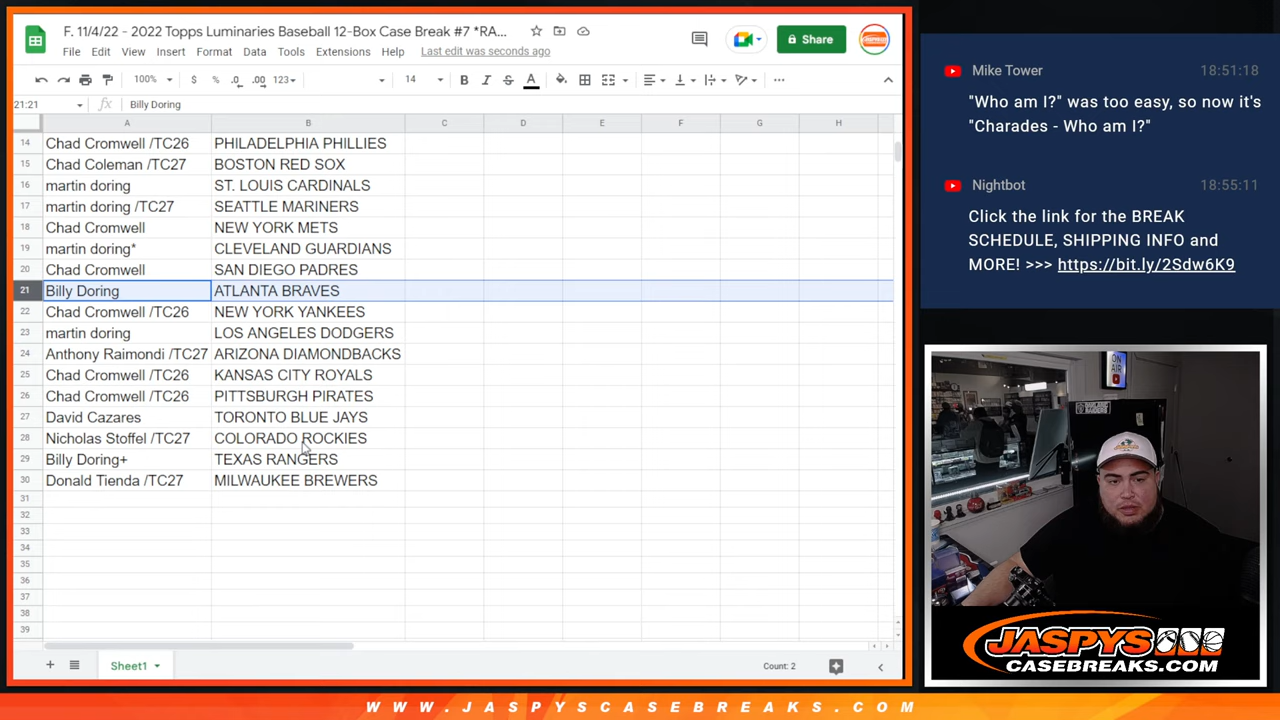 F. 11/4/22 - 2022 Topps Luminaries Baseball 12-Box Case Break #7 *RA...
File Edit View Insert Format Data Tools Extensions Help Last edit was seconds ago
Share
100% $ % .0 .00 123 14 B I S A
21:21 fx Billy Doring
A B C D E F G H
14 Chad Cromwell /TC26 PHILADELPHIA PHILLIES
15 Chad Coleman /TC27 BOSTON RED SOX
16 martin doring ST. LOUIS CARDINALS
17 martin doring /TC27 SEATTLE MARINERS
18 Chad Cromwell NEW YORK METS
19 martin doring* CLEVELAND GUARDIANS
20 Chad Cromwell SAN DIEGO PADRES
21 Billy Doring ATLANTA BRAVES
22 Chad Cromwell /TC26 NEW YORK YANKEES
23 martin doring LOS ANGELES DODGERS
24 Anthony Raimondi /TC27 ARIZONA DIAMONDBACKS
25 Chad Cromwell /TC26 KANSAS CITY ROYALS
26 Chad Cromwell /TC26 PITTSBURGH PIRATES
27 David Cazares TORONTO BLUE JAYS
28 Nicholas Stoffel /TC27 COLORADO ROCKIES
29 Billy Doring+ TEXAS RANGERS
30 Donald Tienda /TC27 MILWAUKEE BREWERS
31
32
33
34
35
36
37
38
39
Sheet1 Count: 2
Mike Tower 18:51:18
"Who am I?" was too easy, so now it's
"Charades - Who am I?"
Nightbot 18:55:11
Click the link for the BREAK
SCHEDULE, SHIPPING INFO and
MORE! >>> https://bit.ly/2Sdw6K9
ON
AIR
JASPYS
CASEBREAKS.COM
WWW.JASPYSCASEBREAKS.COM